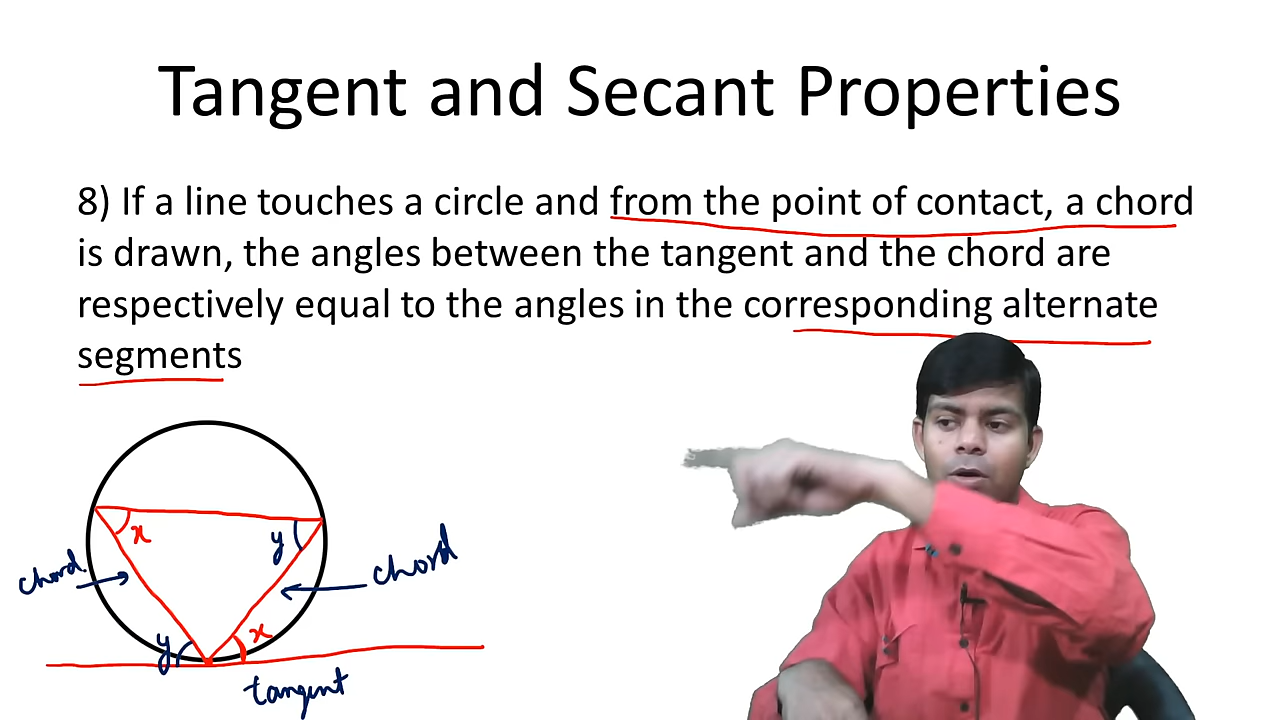 Tangent and Secant Properties
8) If a line touches a circle and from the point of contact, a chord
is drawn, the angles between the tangent and the chord are
respectively equal to the angles in the corresponding alternate
segments
x
y
chord
chord
y
x
tangent